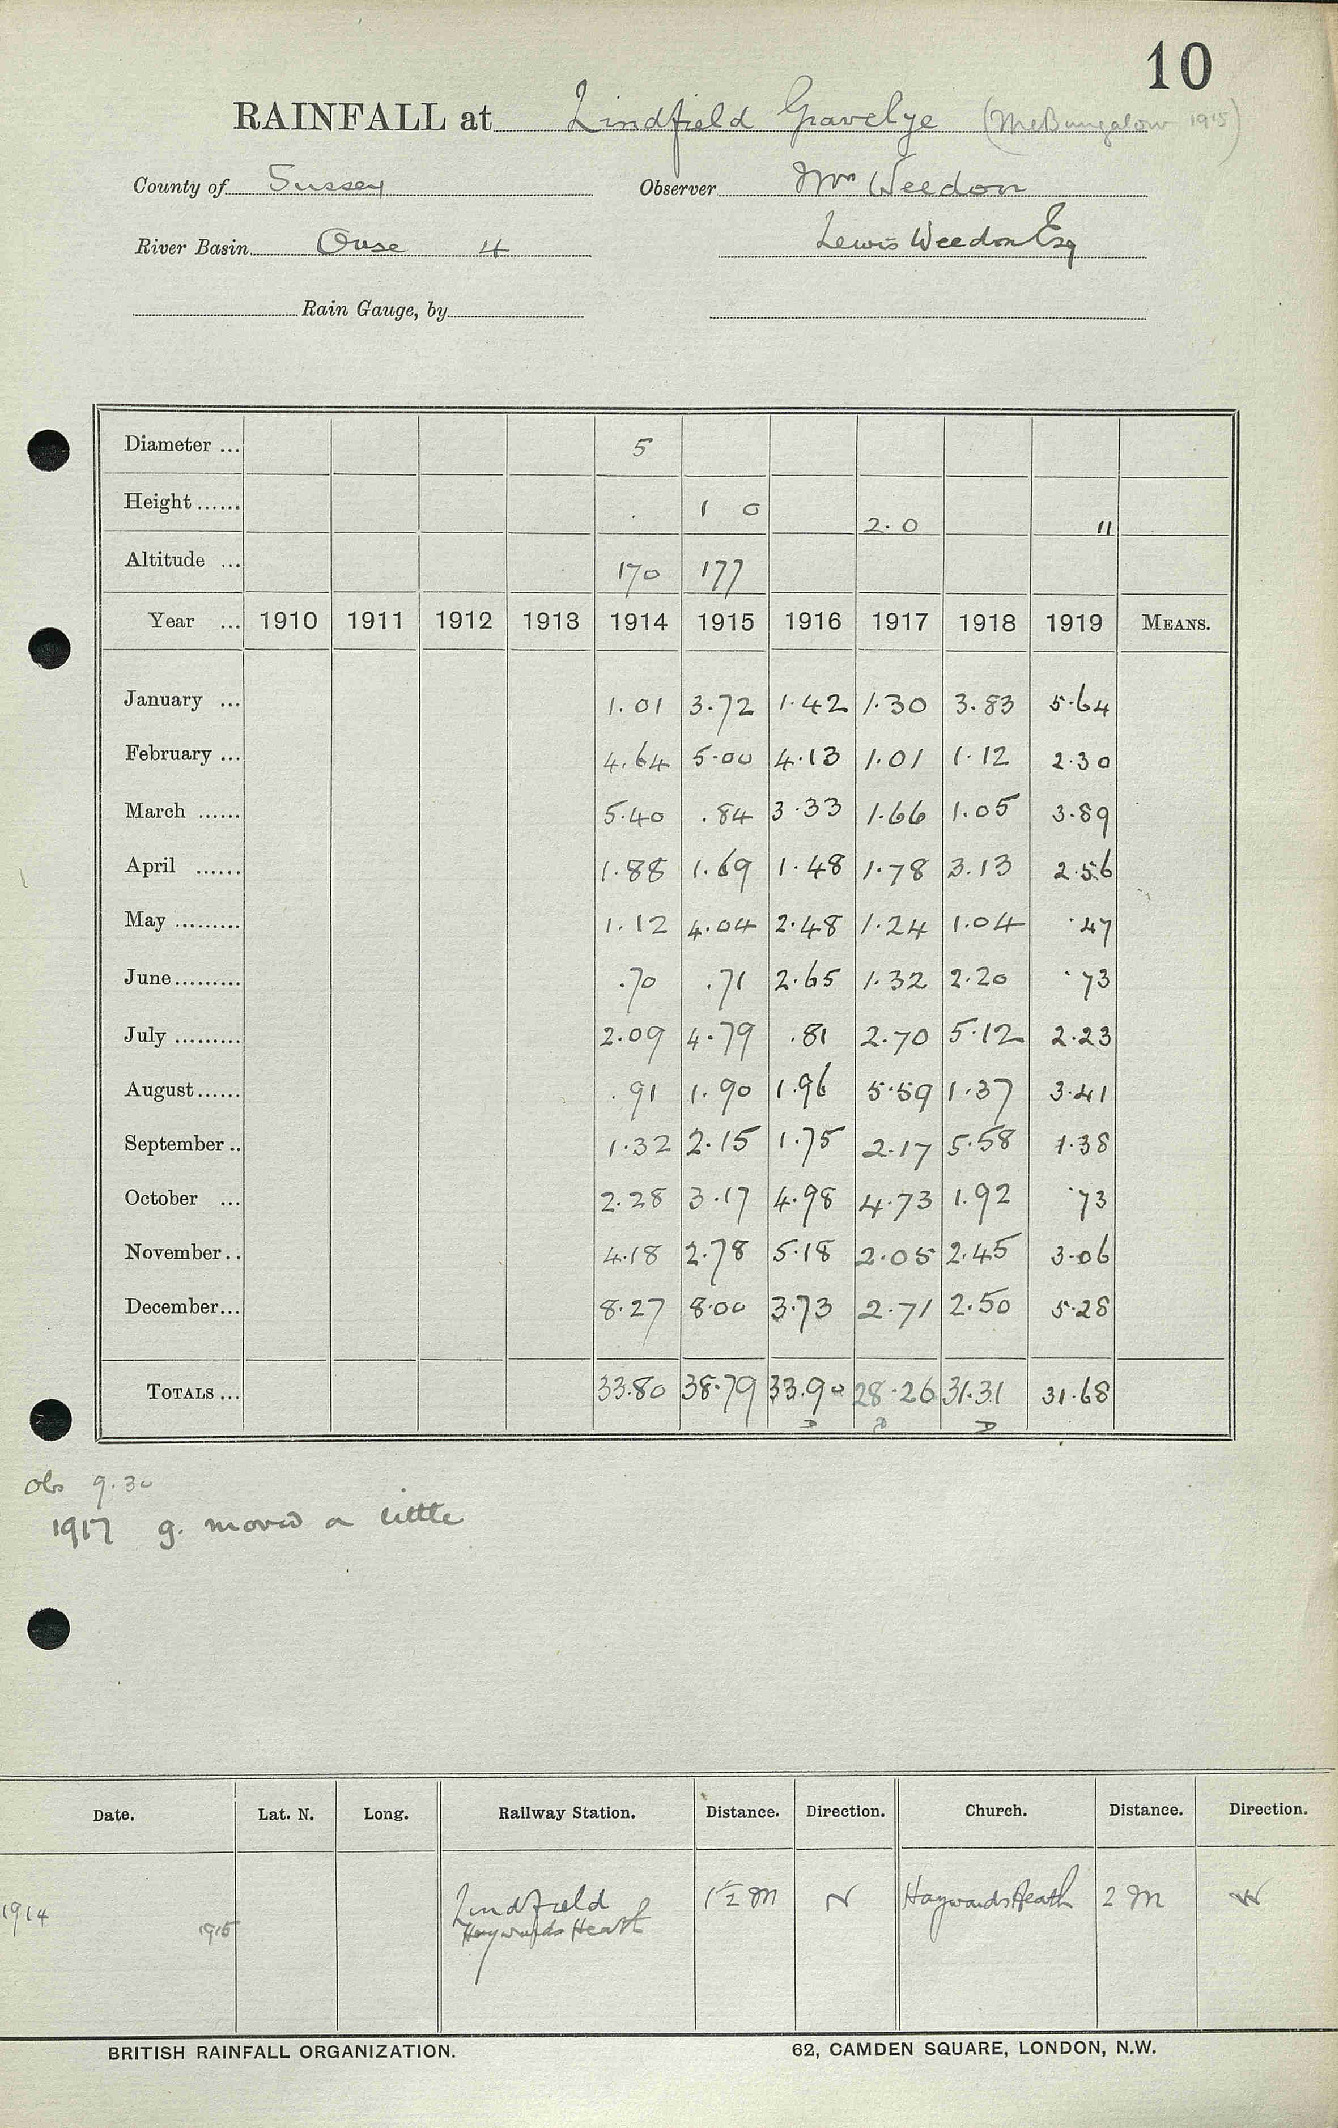 10
RAINFALL at Lindfield Gravelye (The Bungalow 1915)
County of Sussex Observer Mrs Weedon
River Basin Ouse 4 Lewis Weedon Esq
Rain Gauge, by
Diameter ... 5
Height ...... 1 0 2.0 11
Altitude ... 170 177
Year ... 1910 1911 1912 1913 1914 1915 1916 1917 1918 1919 MEANS.
January ... 1.01 3.72 1.42 1.30 3.83 5.64
February ... 4.64 5.00 4.13 1.01 1.12 2.30
March ...... 5.40 .84 3.33 1.66 1.05 3.89
April ...... 1.88 1.69 1.48 1.78 3.13 2.56
May ......... 1.12 4.04 2.48 1.24 1.04 .47
June......... .70 .71 2.65 1.32 2.20 .73
July ......... 2.09 4.79 .81 2.70 5.12 2.23
August...... .91 1.90 1.96 5.59 1.37 3.41
September .. 1.32 2.15 1.75 2.17 5.58 1.38
October ... 2.28 3.17 4.98 4.73 1.92 .73
November .. 4.18 2.78 5.18 2.05 2.45 3.06
December... 8.27 8.00 3.73 2.71 2.50 5.28
TOTALS ... 33.80 38.79 33.90 28.26 31.31 31.68
D D D
Obs 9.30
1917 g. moved a little
Date. Lat. N. Long. Railway Station. Distance. Direction. Church. Distance. Direction.
1914 Lindfield 1½ M N Haywards Heath 2 M W
1915 Haywards Heath
BRITISH RAINFALL ORGANIZATION. 62, CAMDEN SQUARE, LONDON, N.W.